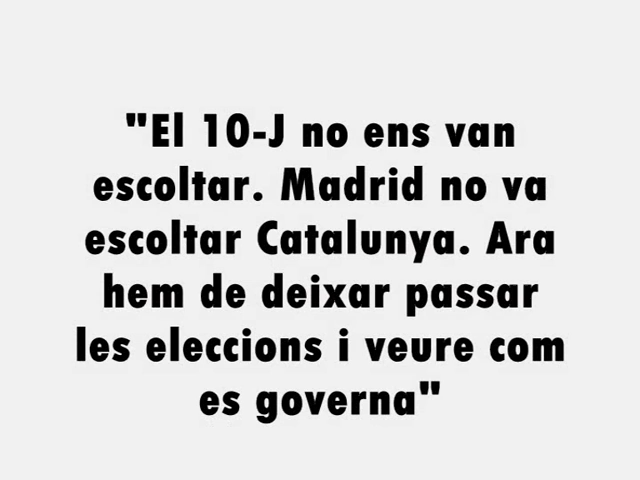 "El 10-J no ens van
escoltar. Madrid no va
escoltar Catalunya. Ara
hem de deixar passar
les eleccions i veure com
es governa"